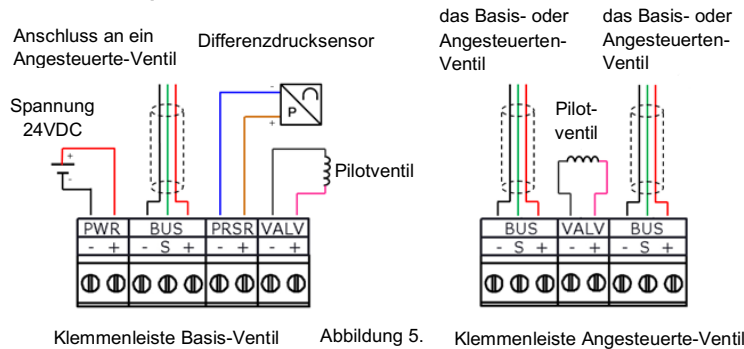 Anschluss an ein
Angesteuerte-Ventil
Differenzdrucksensor
Spannung
24VDC
-
P
+
+
-
Pilotventil
PWR BUS PRSR VALV
- + - S + - + - +
Klemmenleiste Basis-Ventil
Abbildung 5.
das Basis- oder
Angesteuerten-
Ventil
das Basis- oder
Angesteuerten-
Ventil
Pilot-
ventil
BUS VALV BUS
- S + - + - S +
Klemmenleiste Angesteuerte-Ventil